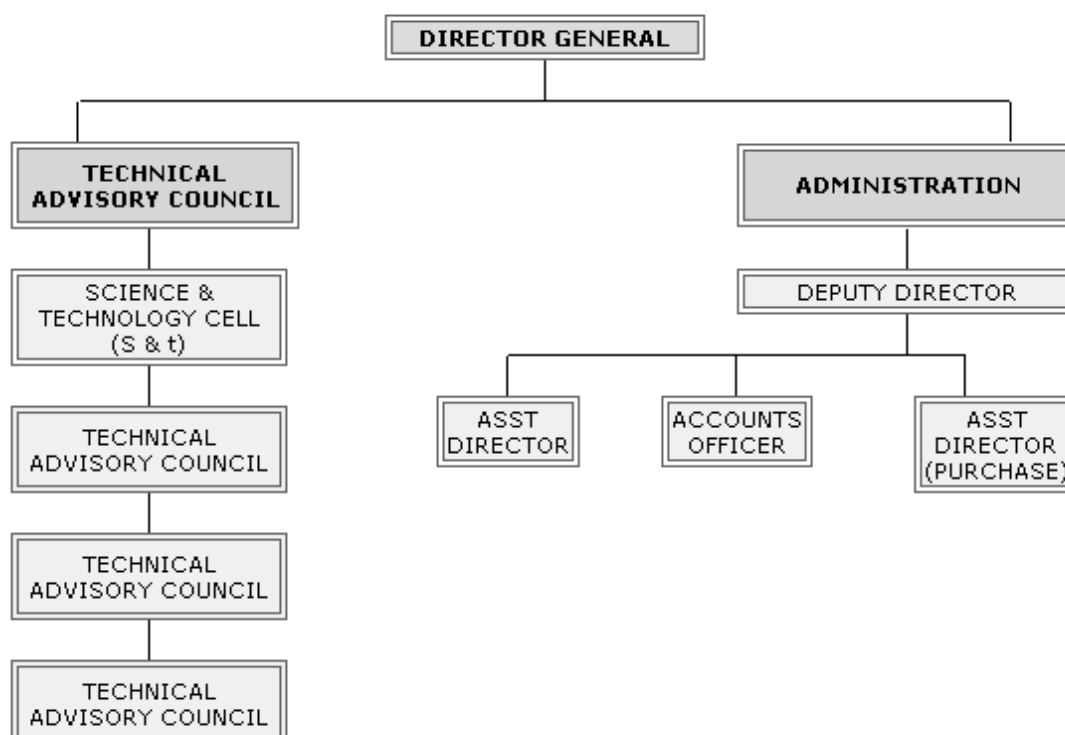 DIRECTOR GENERAL
TECHNICAL
ADVISORY COUNCIL
ADMINISTRATION
SCIENCE &
TECHNOLOGY CELL
(S & t)
DEPUTY DIRECTOR
TECHNICAL
ADVISORY COUNCIL
ASST
DIRECTOR
ACCOUNTS
OFFICER
ASST
DIRECTOR
(PURCHASE)
TECHNICAL
ADVISORY COUNCIL
TECHNICAL
ADVISORY COUNCIL